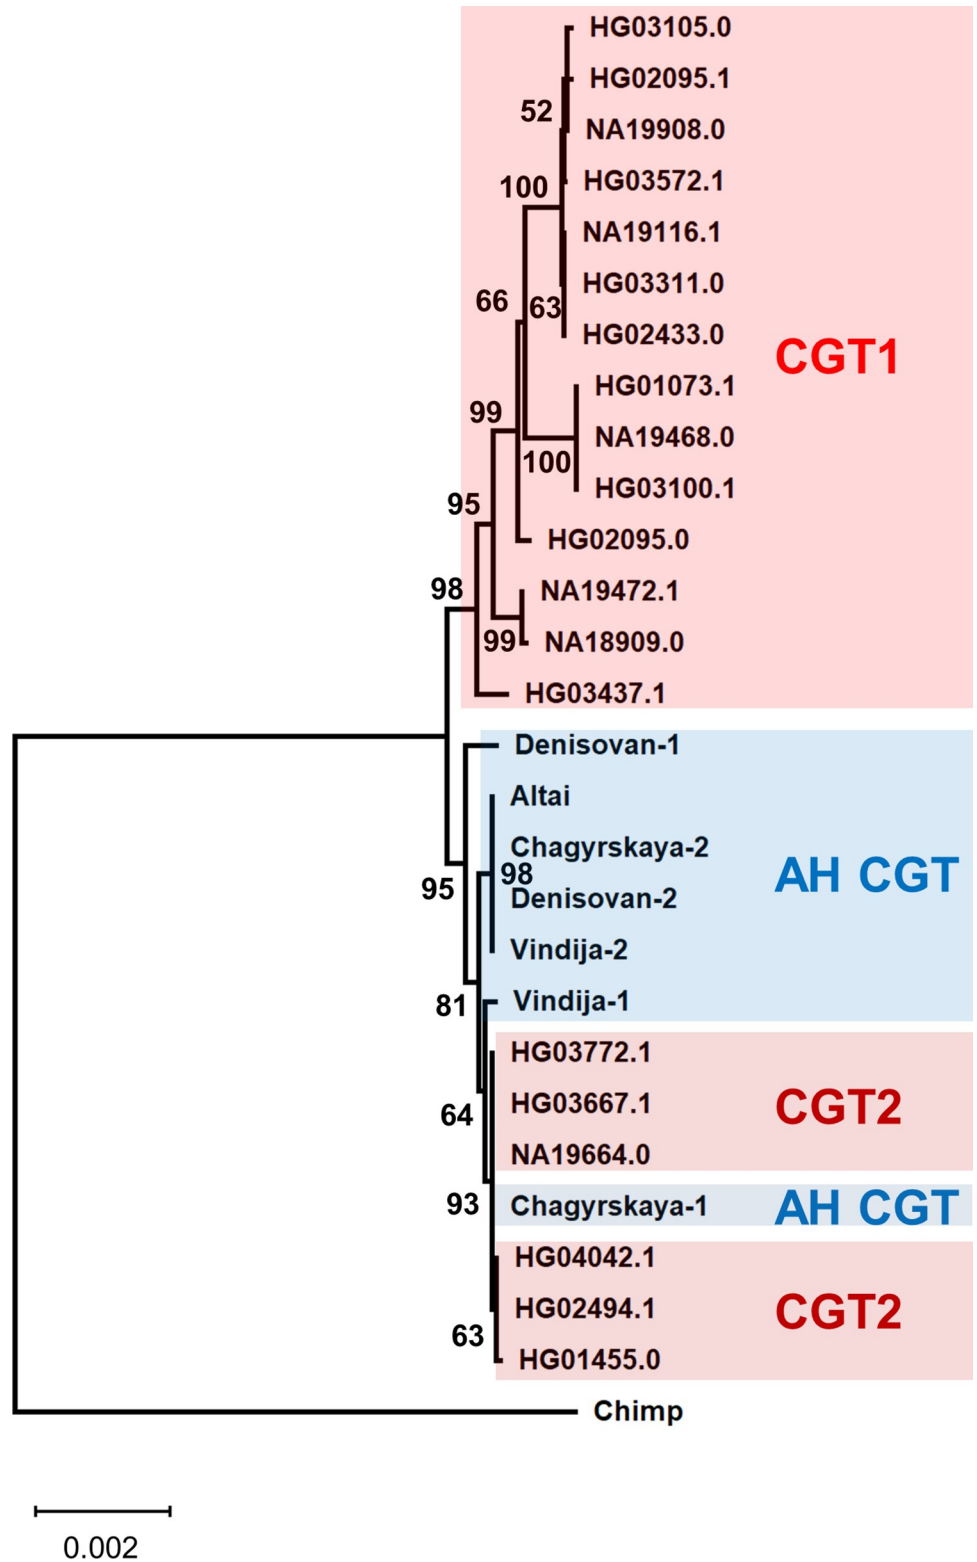 HG03105.0
HG02095.1
52
NA19908.0
100
HG03572.1
NA19116.1
66
63
HG03311.0
HG02433.0
CGT1
HG01073.1
99
NA19468.0
100
HG03100.1
95
HG02095.0
98
NA19472.1
99
NA18909.0
HG03437.1
Denisovan-1
Altai
Chagyrskaya-2
AH CGT
95
98
Denisovan-2
Vindija-2
81
Vindija-1
HG03772.1
64
HG03667.1
CGT2
NA19664.0
93
Chagyrskaya-1
AH CGT
HG04042.1
HG02494.1
CGT2
63
HG01455.0
Chimp
0.002